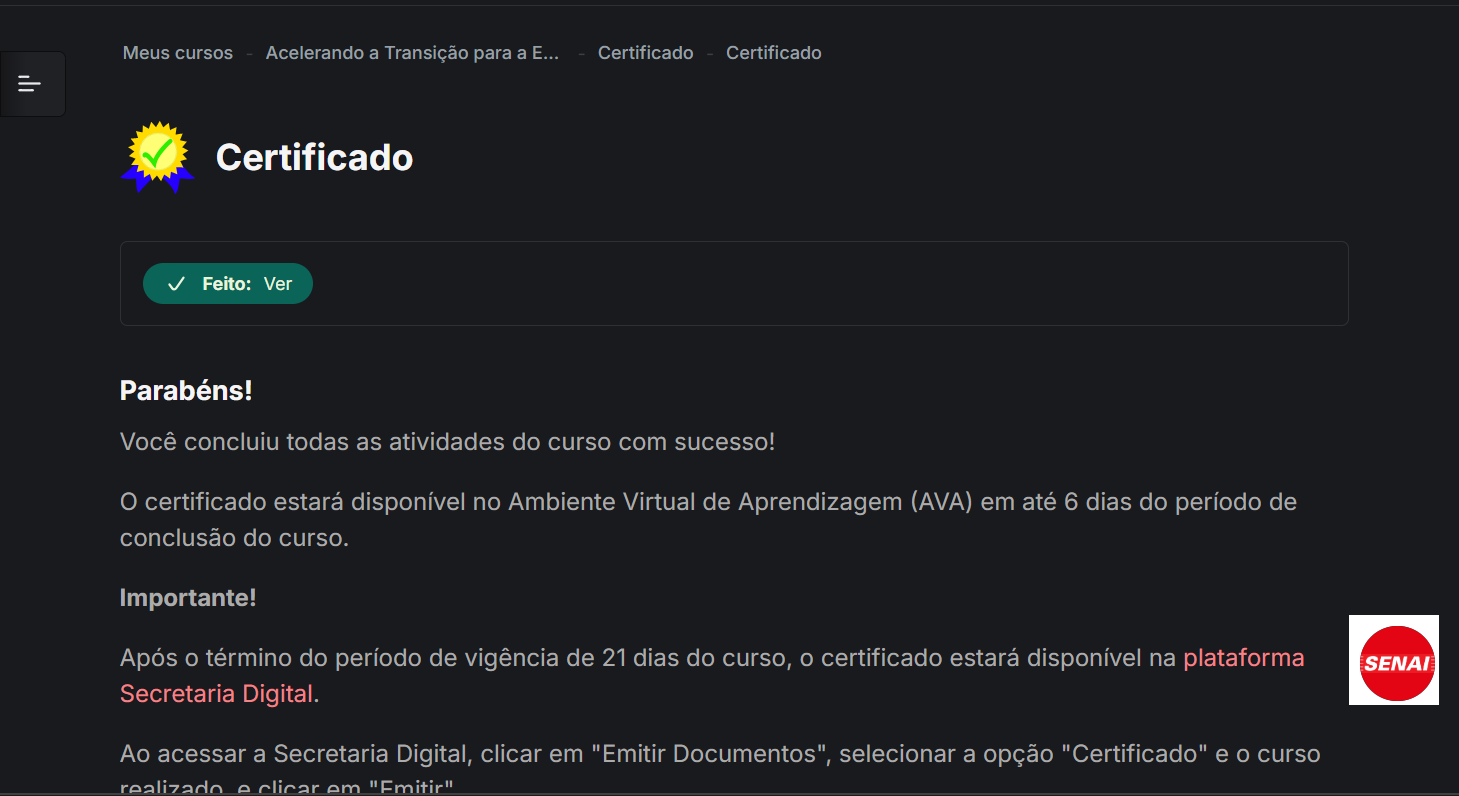 Meus cursos - Acelerando a Transição para a E... - Certificado - Certificado
Certificado
Feito: Ver
Parabéns!
Você concluiu todas as atividades do curso com sucesso!
O certificado estará disponível no Ambiente Virtual de Aprendizagem (AVA) em até 6 dias do período de
conclusão do curso.
Importante!
Após o término do período de vigência de 21 dias do curso, o certificado estará disponível na plataforma
Secretaria Digital.
SENAI
Ao acessar a Secretaria Digital, clicar em "Emitir Documentos", selecionar a opção "Certificado" e o curso
realizado, e clicar em "Emitir"